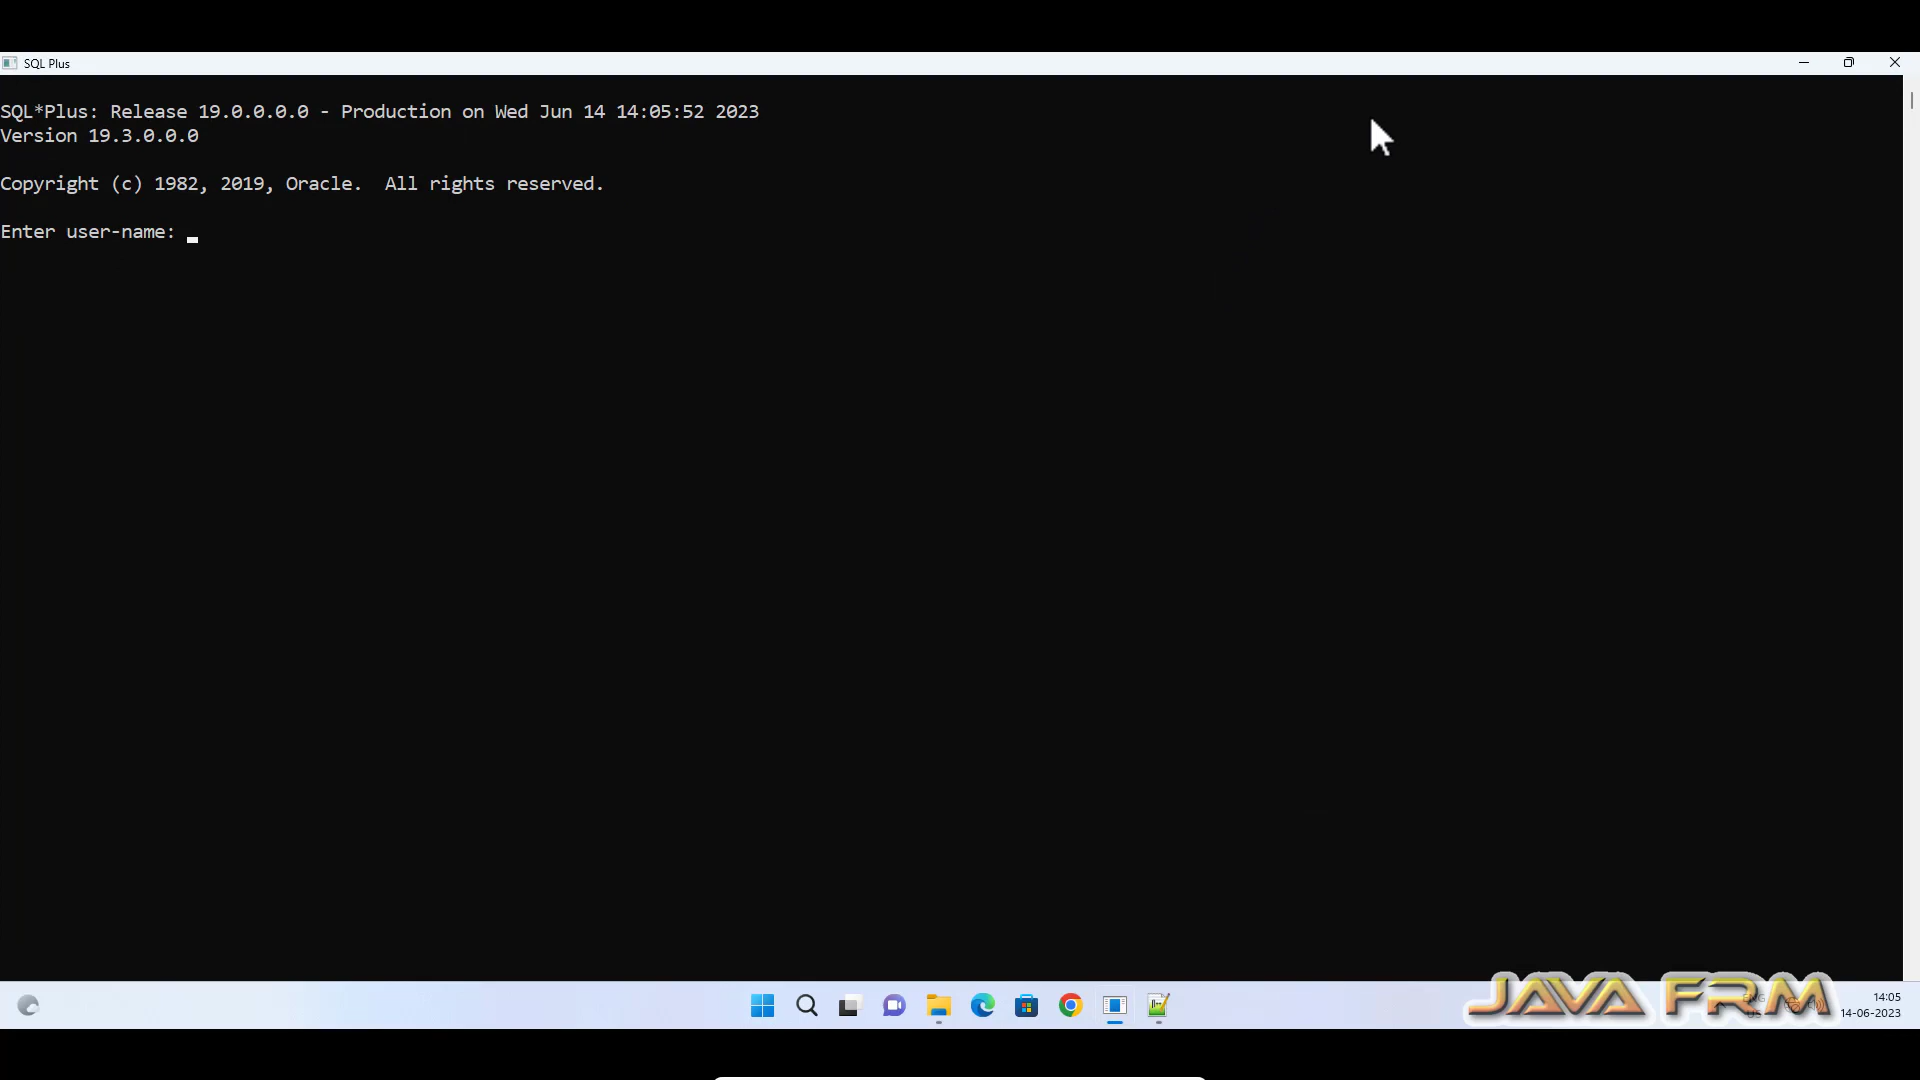 SQL Plus
SQL*Plus: Release 19.0.0.0.0 - Production on Wed Jun 14 14:05:52 2023
Version 19.3.0.0.0
Copyright (c) 1982, 2019, Oracle.  All rights reserved.
Enter user-name:
JAVA FRM
ENG
US
14:05
14-06-2023